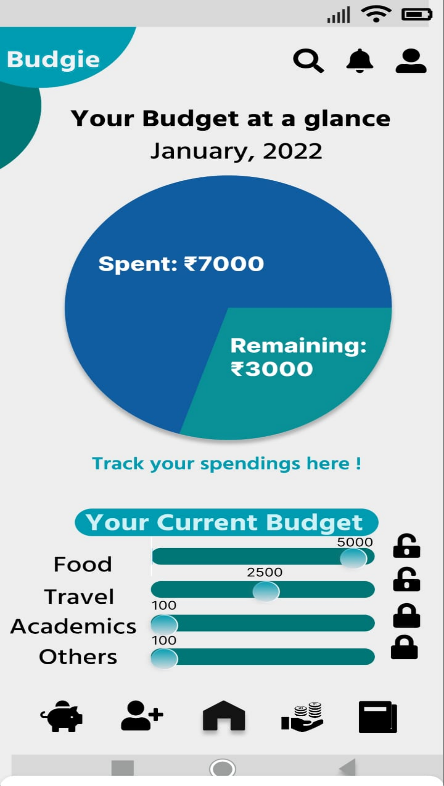 Budgie
Your Budget at a glance
January, 2022
Spent: ₹7000
Remaining:
₹3000
Track your spendings here !
Your Current Budget
5000
Food
2500
Travel
100
Academics
100
Others